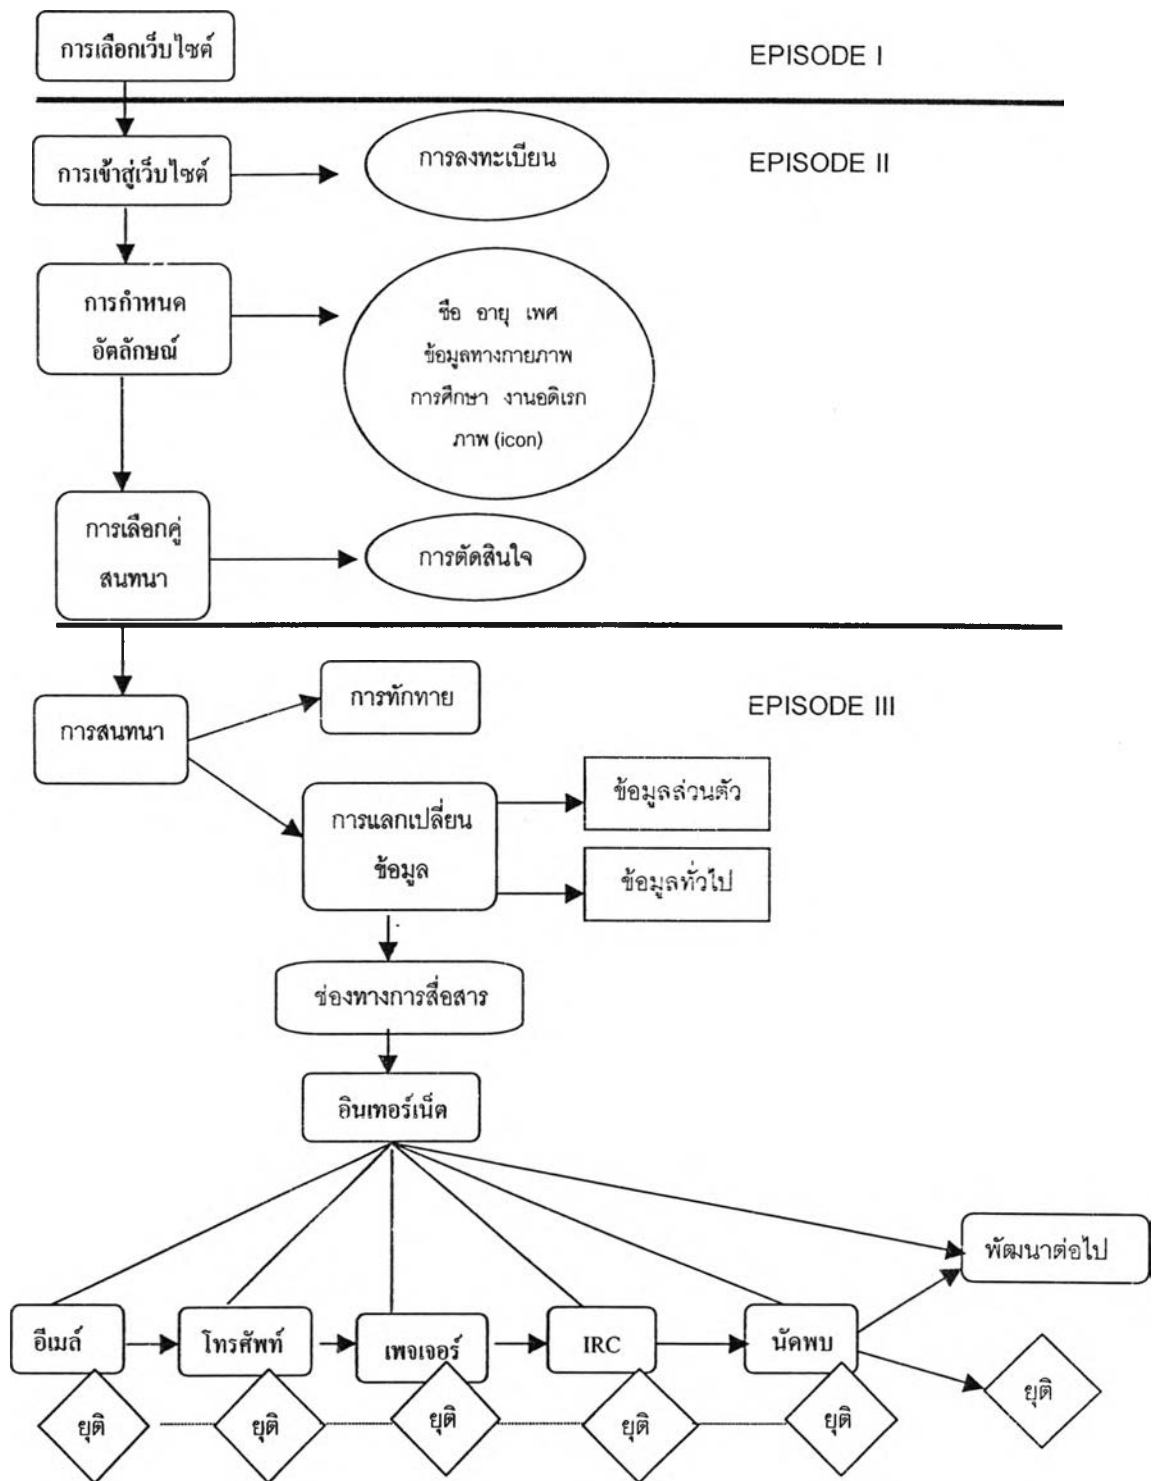 การเลือกเว็บไซต์
EPISODE I
การเข้าสู่เว็บไซต์
การลงทะเบียน
EPISODE II
การกำหนด
อัตลักษณ์
ชื่อ อายุ เพศ
ข้อมูลทางกายภาพ
การศึกษา งานอดิเรก
ภาพ (icon)
การเลือกคู่
สนทนา
การตัดสินใจ
การทักทาย
EPISODE III
การสนทนา
ข้อมูลส่วนตัว
การแลกเปลี่ยน
ข้อมูล
ข้อมูลทั่วไป
ช่องทางการสื่อสาร
อินเทอร์เน็ต
พัฒนาต่อไป
อีเมล์
โทรศัพท์
เพจเจอร์
IRC
นัดพบ
ยุติ
ยุติ
ยุติ
ยุติ
ยุติ
ยุติ